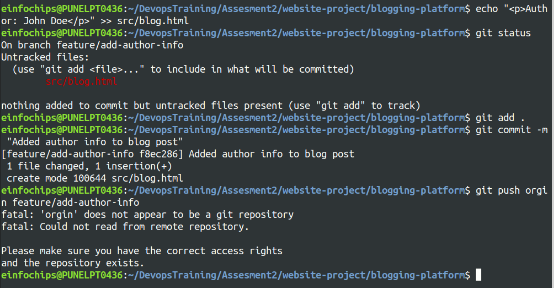 einfochips@PUNELPT0436:~/DevopsTraining/Assesment2/website-project/blogging-platform$ echo "<p>Auth
or: John Doe</p>" >> src/blog.html
einfochips@PUNELPT0436:~/DevopsTraining/Assesment2/website-project/blogging-platform$ git status
On branch feature/add-author-info
Untracked files:
  (use "git add <file>..." to include in what will be committed)
        src/blog.html

nothing added to commit but untracked files present (use "git add" to track)
einfochips@PUNELPT0436:~/DevopsTraining/Assesment2/website-project/blogging-platform$ git add .
einfochips@PUNELPT0436:~/DevopsTraining/Assesment2/website-project/blogging-platform$ git commit -m
 "Added author info to blog post"
[feature/add-author-info f8ec286] Added author info to blog post
 1 file changed, 1 insertion(+)
 create mode 100644 src/blog.html
einfochips@PUNELPT0436:~/DevopsTraining/Assesment2/website-project/blogging-platform$ git push orgi
n feature/add-author-info
fatal: 'orgin' does not appear to be a git repository
fatal: Could not read from remote repository.

Please make sure you have the correct access rights
and the repository exists.
einfochips@PUNELPT0436:~/DevopsTraining/Assesment2/website-project/blogging-platform$